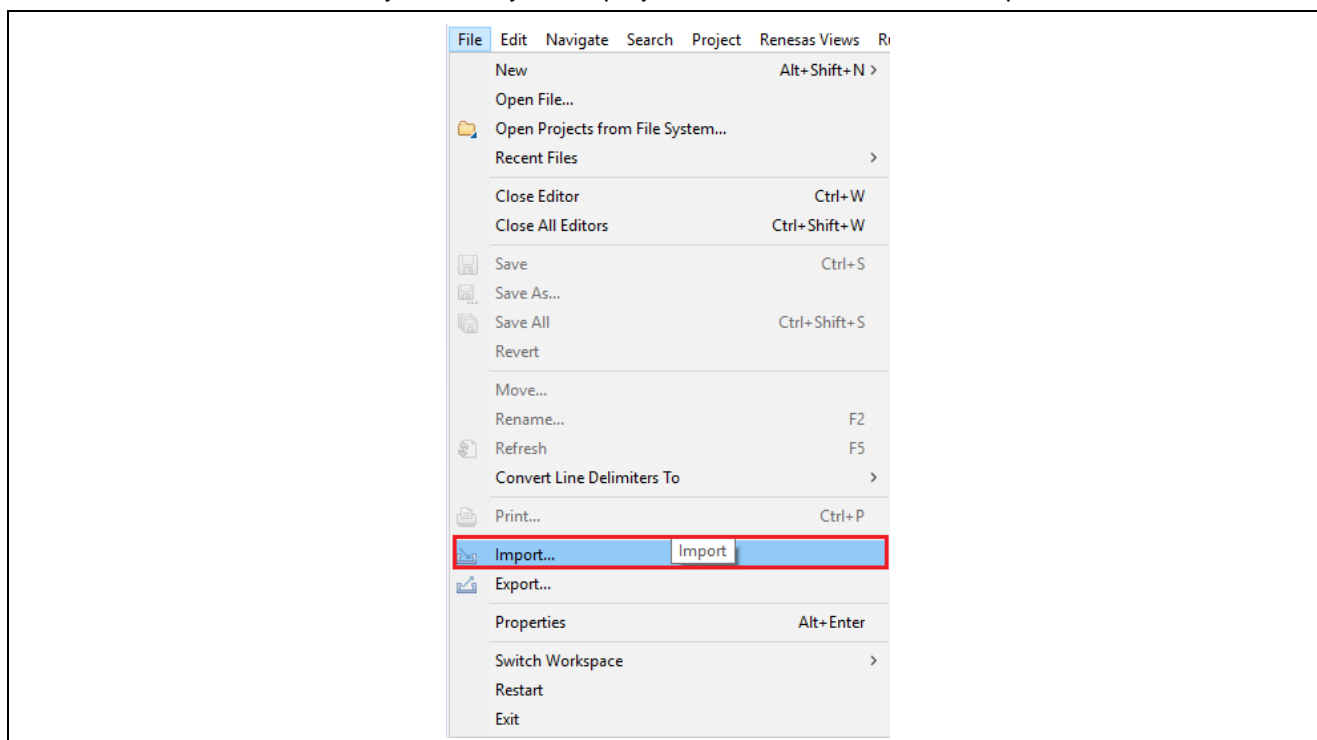 File Edit Navigate Search Project Renesas Views
New Alt+Shift+N >
Open File...
Open Projects from File System...
Recent Files >
Close Editor Ctrl+W
Close All Editors Ctrl+Shift+W
Save Ctrl+S
Save As...
Save All Ctrl+Shift+S
Revert
Move...
Rename... F2
Refresh F5
Convert Line Delimiters To >
Print... Ctrl+P
Import... Import
Export...
Properties Alt+Enter
Switch Workspace >
Restart
Exit